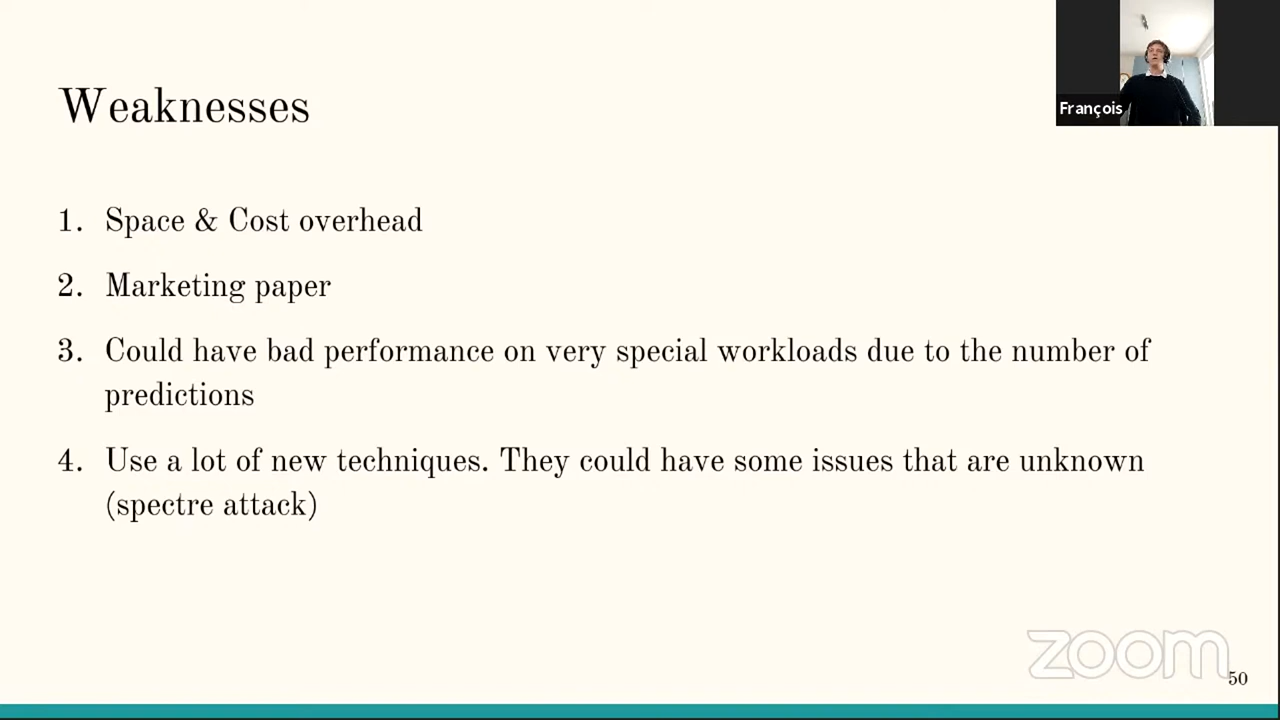 Weaknesses
François
1. Space & Cost overhead
2. Marketing paper
3. Could have bad performance on very special workloads due to the number of
predictions
4. Use a lot of new techniques. They could have some issues that are unknown
(spectre attack)
zoom
50